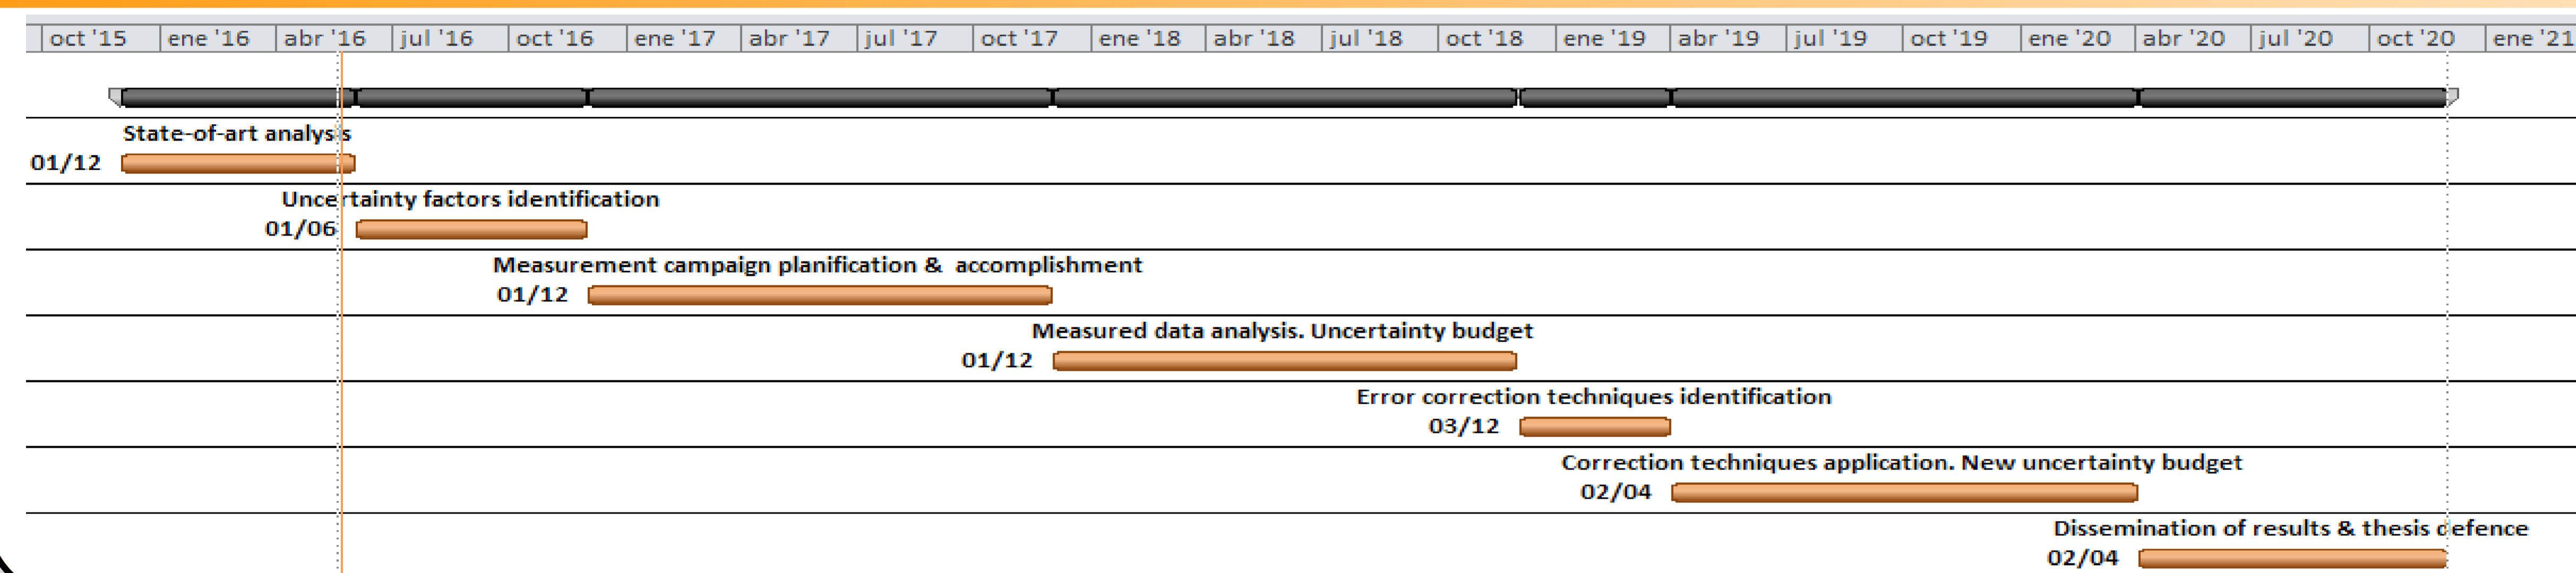 oct '15 ene '16 abr '16 jul '16 oct '16 ene '17 abr '17 jul '17 oct '17 ene '18 abr '18 jul '18 oct '18 ene '19 abr '19 jul '19 oct '19 ene '20 abr '20 jul '20 oct '20 ene '21
State-of-art analysis
01/12
Uncertainty factors identification
01/06
Measurement campaign planification & accomplishment
01/12
Measured data analysis. Uncertainty budget
01/12
Error correction techniques identification
03/12
Correction techniques application. New uncertainty budget
02/04
Dissemination of results & thesis defence
02/04